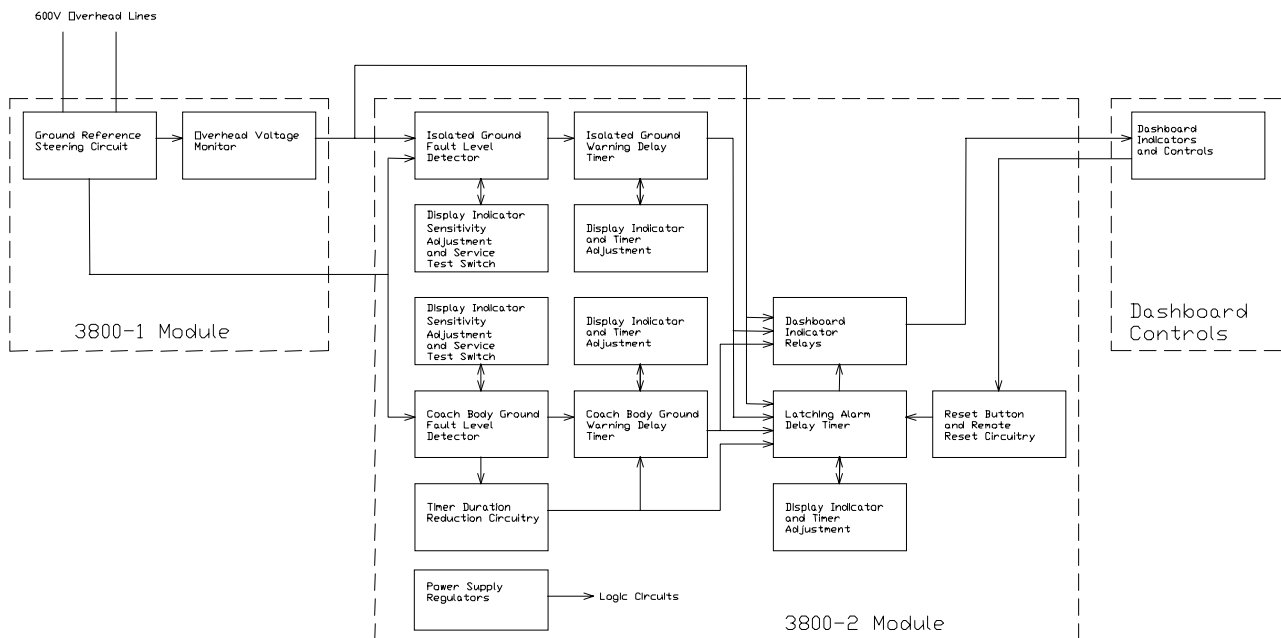 600V Overhead Lines
Ground Reference
Steering Circuit
Overhead Voltage
Monitor
3800-1 Module
Isolated Ground
Fault Level
Detector
Isolated Ground
Warning Delay
Timer
Display Indicator
Sensitivity
Adjustment
and Service
Test Switch
Display Indicator
and Timer
Adjustment
Display Indicator
Sensitivity
Adjustment
and Service
Test Switch
Display Indicator
and Timer
Adjustment
Dashboard
Indicator
Relays
Coach Body Ground
Fault Level
Detector
Coach Body Ground
Warning Delay
Timer
Latching Alarm
Delay Timer
Reset Button
and Remote
Reset Circuitry
Timer Duration
Reduction Circuitry
Display Indicator
and Timer
Adjustment
Power Supply
Regulators
Logic Circuits
3800-2 Module
Dashboard
Indicators
and Controls
Dashboard
Controls